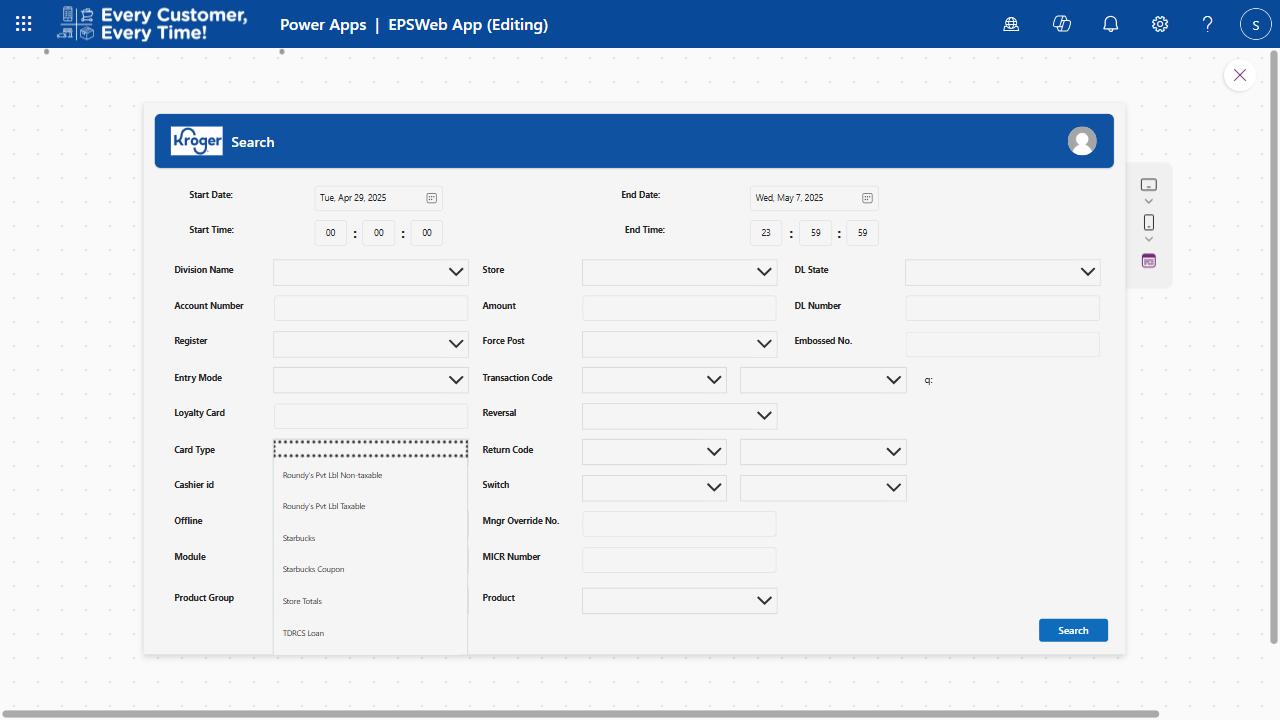 Every Customer,
Every Time!
Power Apps | EPSWeb App (Editing)
?
S
Kroger
Search
Start Date:
Tue, Apr 29, 2025
End Date:
Wed, May 7, 2025
Start Time:
00 : 00 : 00
End Time:
23 : 59 : 59
Division Name
Store
DL State
Account Number
Amount
DL Number
Register
Force Post
Embossed No.
Entry Mode
Transaction Code
q:
Loyalty Card
Reversal
Card Type
Return Code
Roundy's Pvt Lbl Non-taxable
Cashier id
Switch
Roundy's Pvt Lbl Taxable
Offline
Mngr Override No.
Starbucks
Module
MICR Number
Starbucks Coupon
Product Group
Product
Store Totals
TDRCS Loan
Search